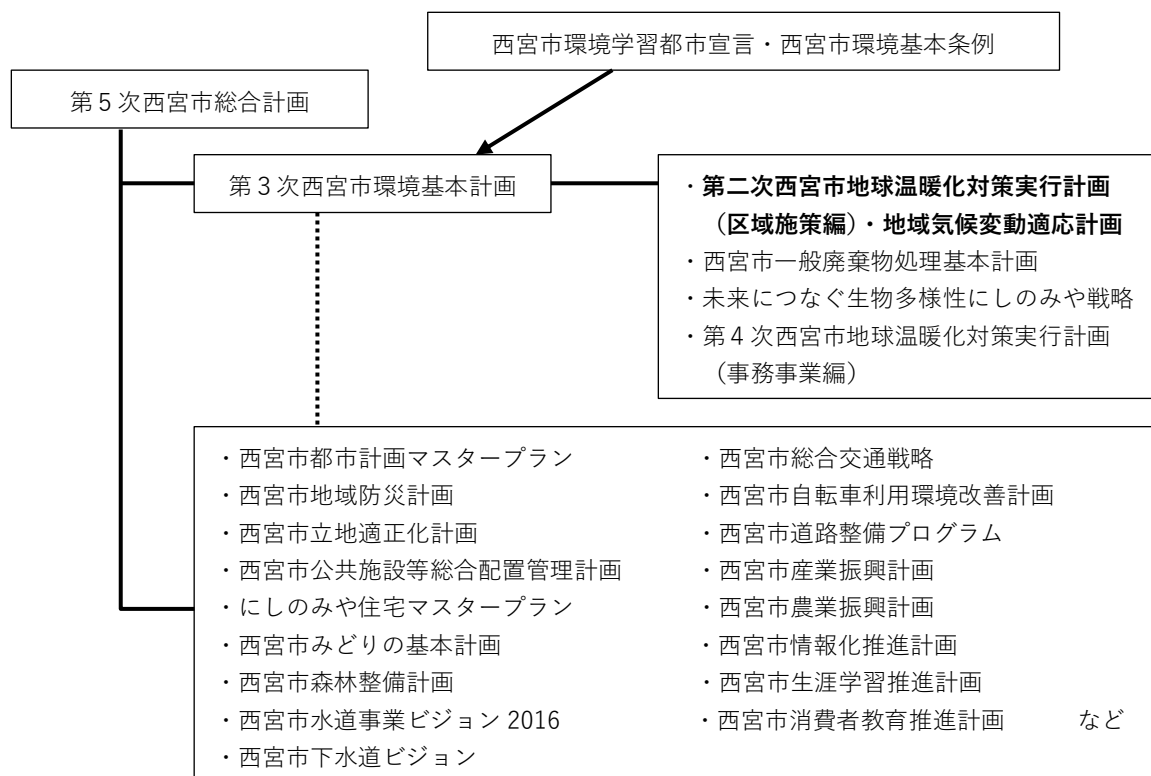 西宮市環境学習都市宣言・西宮市環境基本条例
第5次西宮市総合計画
第3次西宮市環境基本計画
・第二次西宮市地球温暖化対策実行計画
（区域施策編）・地域気候変動適応計画
・西宮市一般廃棄物処理基本計画
・未来につなぐ生物多様性にしのみや戦略
・第4次西宮市地球温暖化対策実行計画
（事務事業編）
・西宮市都市計画マスタープラン
・西宮市地域防災計画
・西宮市立地適正化計画
・西宮市公共施設等総合配置管理計画
・にしのみや住宅マスタープラン
・西宮市みどりの基本計画
・西宮市森林整備計画
・西宮市水道事業ビジョン 2016
・西宮市下水道ビジョン
・西宮市総合交通戦略
・西宮市自転車利用環境改善計画
・西宮市道路整備プログラム
・西宮市産業振興計画
・西宮市農業振興計画
・西宮市情報化推進計画
・西宮市生涯学習推進計画
・西宮市消費者教育推進計画　　など